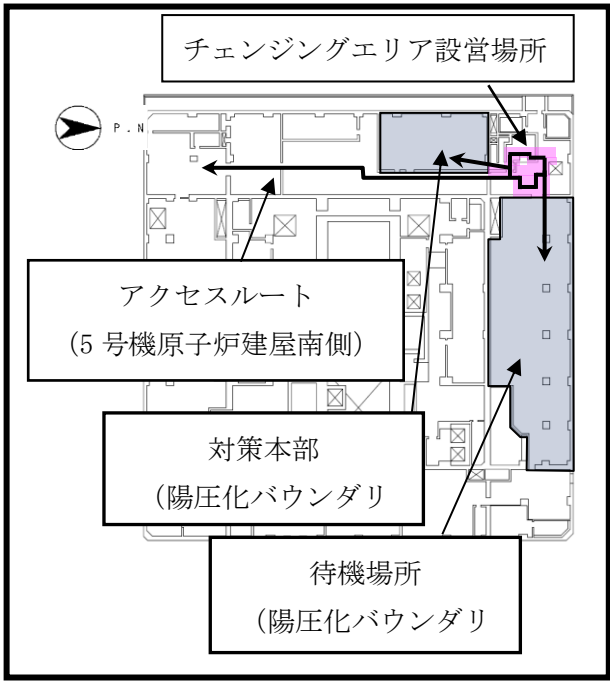 チェンジングエリア設営場所
P.N
アクセスルート
(5 号機原子炉建屋南側)
対策本部
(陽圧化バウンダリ
待機場所
(陽圧化バウンダリ